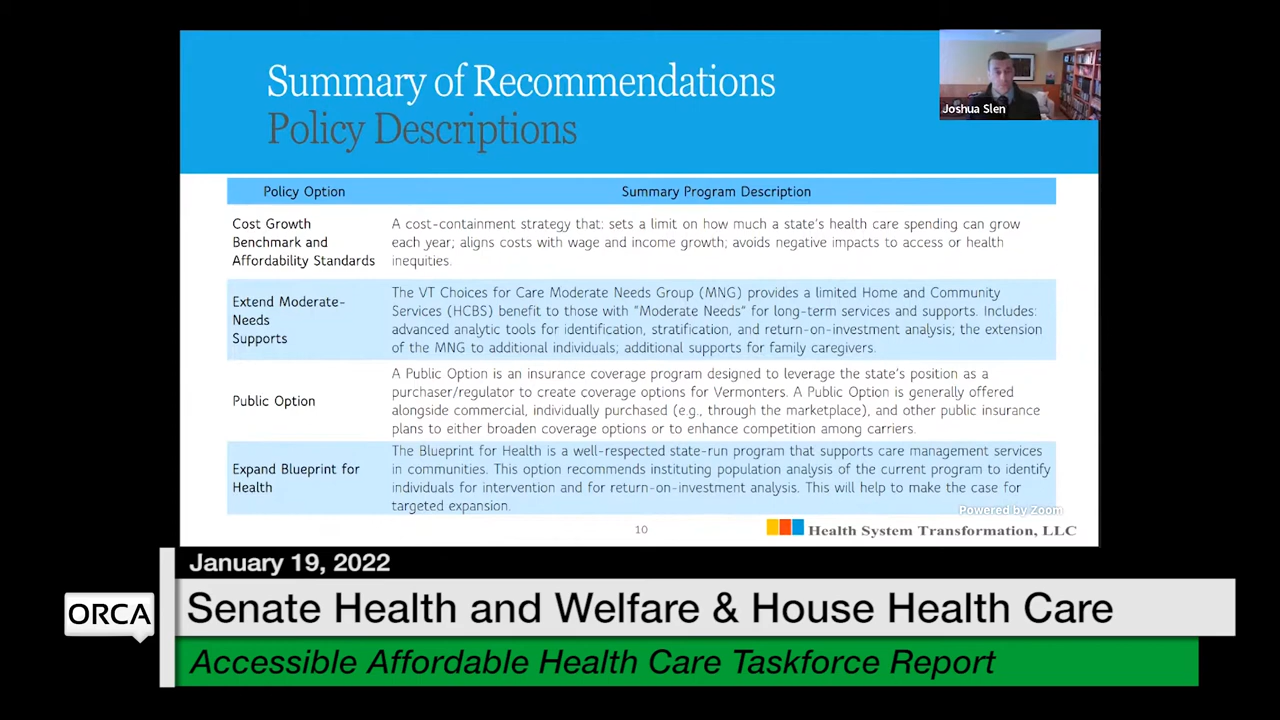 Summary of Recommendations
Policy Descriptions
Joshua Slen
Policy Option
Summary Program Description
Cost Growth
Benchmark and
Affordability Standards
A cost-containment strategy that: sets a limit on how much a state's health care spending can grow
each year; aligns costs with wage and income growth; avoids negative impacts to access or health
inequities.
Extend Moderate-
Needs
Supports
The VT Choices for Care Moderate Needs Group (MNG) provides a limited Home and Community
Services (HCBS) benefit to those with "Moderate Needs" for long-term services and supports. Includes:
advanced analytic tools for identification, stratification, and return-on-investment analysis; the extension
of the MNG to additional individuals; additional supports for family caregivers.
Public Option
A Public Option is an insurance coverage program designed to leverage the state's position as a
purchaser/regulator to create coverage options for Vermonters. A Public Option is generally offered
alongside commercial, individually purchased (e.g., through the marketplace), and other public insurance
plans to either broaden coverage options or to enhance competition among carriers.
Expand Blueprint for
Health
The Blueprint for Health is a well-respected state-run program that supports care management services
in communities. This option recommends instituting population analysis of the current program to identify
individuals for intervention and for return-on-investment analysis. This will help to make the case for
targeted expansion.
Powered by Zoom
10
Health System Transformation, LLC
January 19, 2022
ORCA
Senate Health and Welfare & House Health Care
Accessible Affordable Health Care Taskforce Report